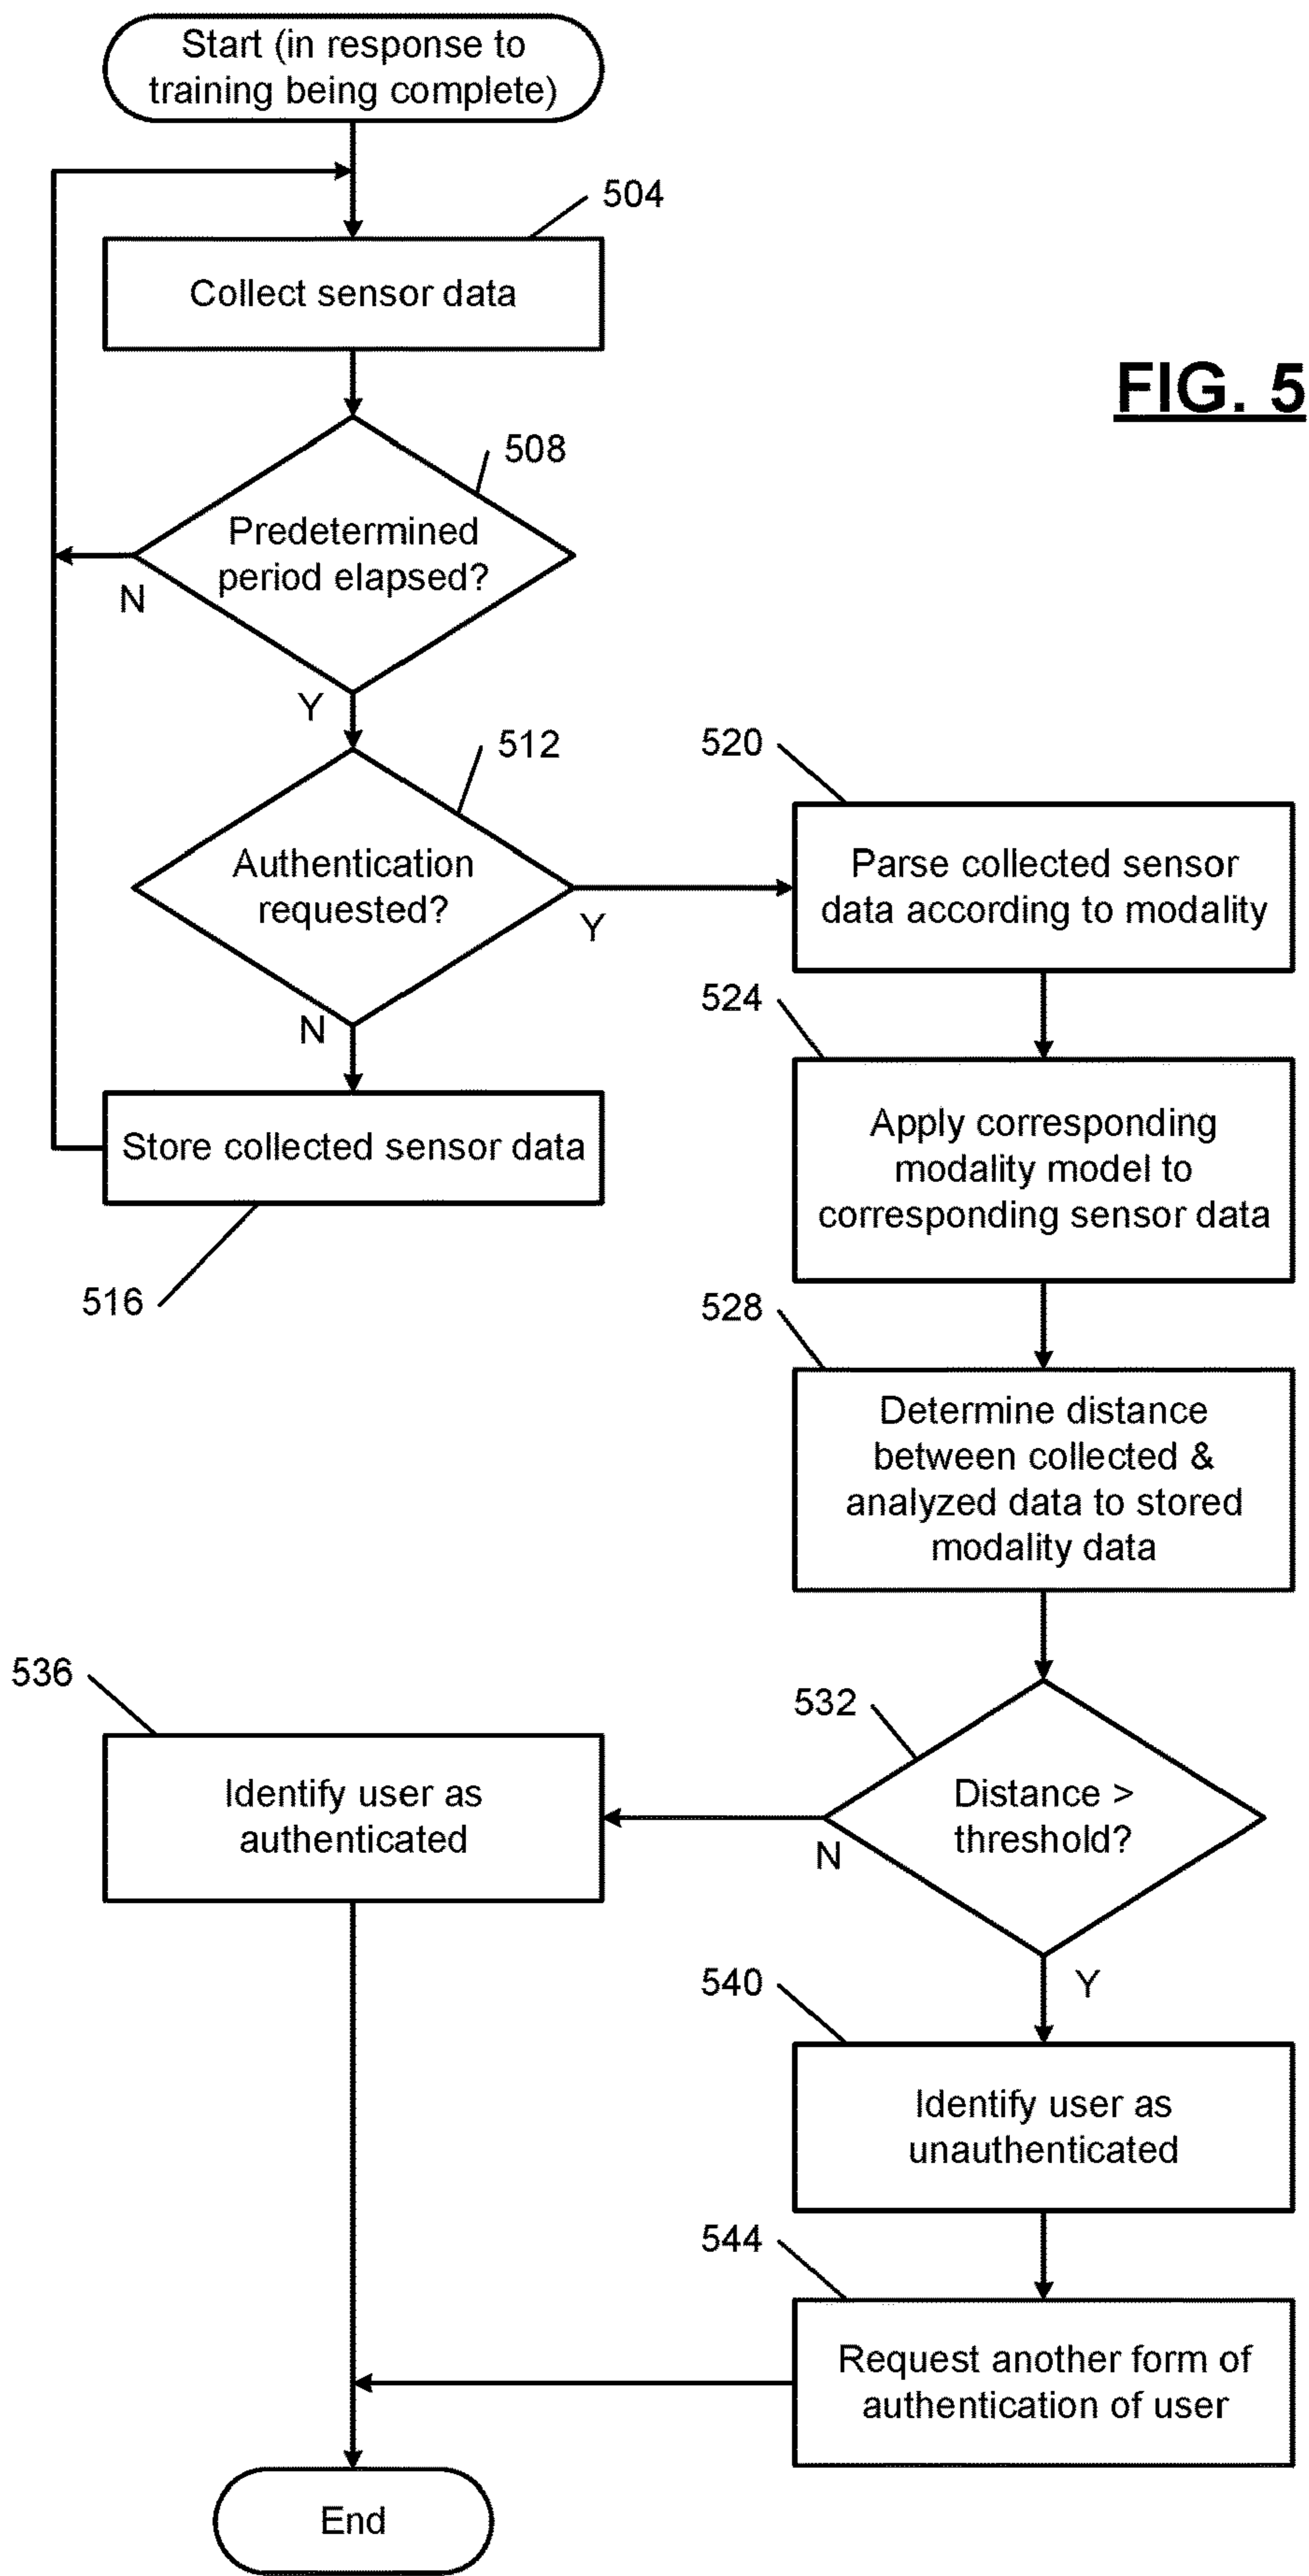 Start (in response to
training being complete)
504
Collect sensor data
FIG. 5
508
Predetermined
period elapsed?
N
Y
512
Authentication
requested?
Y
N
Store collected sensor data
516
520
Parse collected sensor
data according to modality
524
Apply corresponding
modality model to
corresponding sensor data
528
Determine distance
between collected &
analyzed data to stored
modality data
532
Distance >
threshold?
N
Y
536
Identify user as
authenticated
540
Identify user as
unauthenticated
544
Request another form of
authentication of user
End